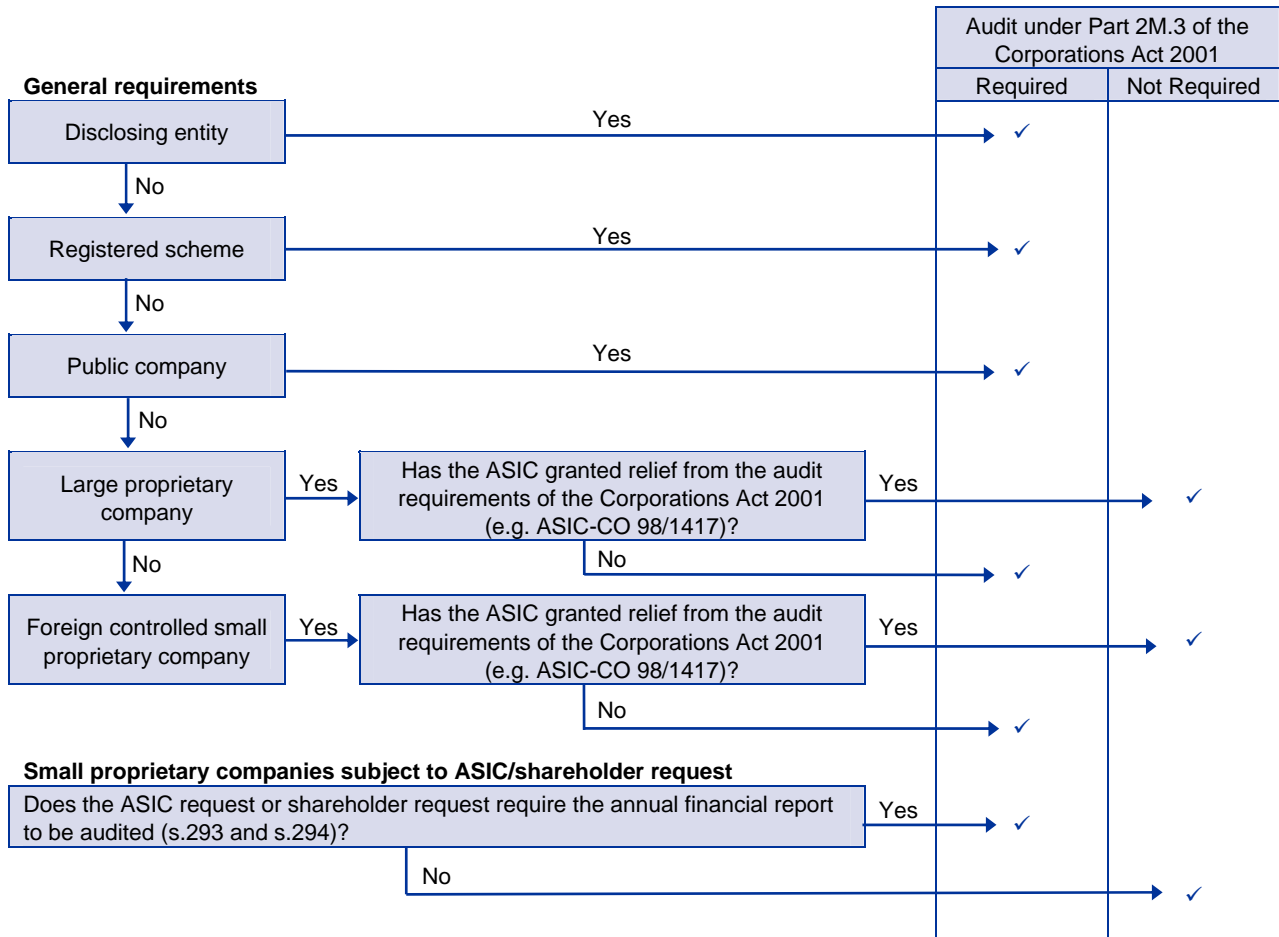 Audit under Part 2M.3 of the
Corporations Act 2001
General requirements
Required
Not Required
Disclosing entity
Yes
✓
No
Registered scheme
Yes
✓
No
Public company
Yes
✓
No
Large proprietary
company
Yes
Has the ASIC granted relief from the audit
requirements of the Corporations Act 2001
(e.g. ASIC-CO 98/1417)?
Yes
✓
No
✓
No
Foreign controlled small
proprietary company
Yes
Has the ASIC granted relief from the audit
requirements of the Corporations Act 2001
(e.g. ASIC-CO 98/1417)?
Yes
✓
No
✓
Small proprietary companies subject to ASIC/shareholder request
Does the ASIC request or shareholder request require the annual financial report
to be audited (s.293 and s.294)?
Yes
✓
No
✓